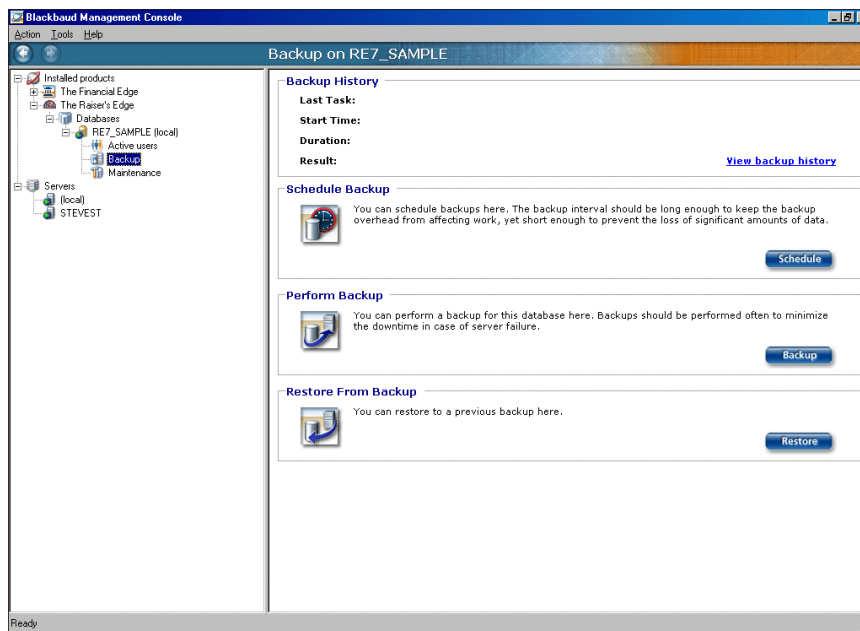 Blackbaud Management Console
Action Tools Help
Backup on RE7_SAMPLE
Installed products
The Financial Edge
The Raiser's Edge
Databases
RE7_SAMPLE (local)
Active users
Backup
Maintenance
Servers
(local)
STEVEST
Backup History
Last Task:
Start Time:
Duration:
Result:
View backup history
Schedule Backup
You can schedule backups here. The backup interval should be long enough to keep the backup
overhead from affecting work, yet short enough to prevent the loss of significant amounts of data.
Schedule
Perform Backup
You can perform a backup for this database here. Backups should be performed often to minimize
the downtime in case of server failure.
Backup
Restore From Backup
You can restore to a previous backup here.
Restore
Ready